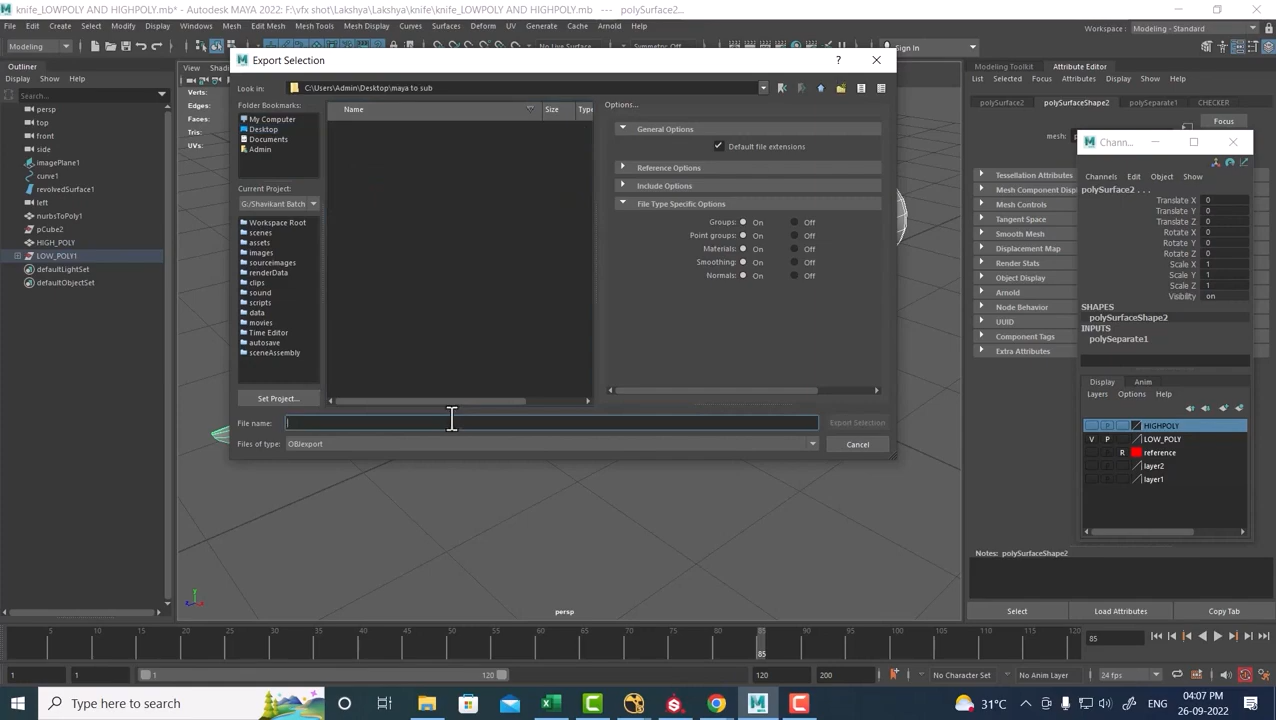 knife_LOWPOLY AND HIGHPOLY.mb* - Autodesk MAYA 2022: G:\vfx shot\Lakshya\Lakshya\knife\knife_LOWPOLY AND HIGHPOLY.mb --- polySurface2...
File Edit Create Select Modify Display Windows Mesh Edit Mesh Mesh Tools Mesh Display Curves Surfaces Deform UV Generate Cache Arnold Help
Workspace : Modeling - Standard*
Modeling
No Live Surface
Symmetry: Off
Sign In
Outliner
Display Show Help
Search...
persp
top
front
side
imagePlane1
curve1
revolvedSurface1
left
nurbsToPoly1
pCube2
HIGH_POLY
LOW_POLY1
defaultLightSet
defaultObjectSet
View
Verts:
Edges:
Faces:
Tris:
UVs:
Export Selection
?
Look in:
C:\Users\Admin\Desktop\maya to sub
Folder Bookmarks:
My Computer
Desktop
Documents
Admin
Current Project:
G:/Shavikant Batch
Workspace Root
scenes
assets
images
sourceimages
renderData
clips
sound
scripts
data
movies
Time Editor
autosave
sceneAssembly
Set Project...
Name Size Type
Options...
General Options
Default file extensions
Reference Options
Include Options
File Type Specific Options
Groups: On Off
Point groups: On Off
Materials: On Off
Smoothing: On Off
Normals: On Off
File name:
Export Selection
Files of type:
OBJexport
Cancel
persp
Modeling Toolkit Attribute Editor
List Selected Focus Attributes Display Show Help
polySurface2 polySurfaceShape2 polySeparate1 CHECKER
mesh:
Focus
Tessellation Attributes
Mesh Component Disp
Mesh Controls
Tangent Space
Smooth Mesh
Displacement Map
Render Stats
Object Display
Arnold
Node Behavior
UUID
Component Tags
Extra Attributes
Chann...
Channels Edit Object Show
polySurface2 . . .
Translate X 0
Translate Y 0
Translate Z 0
Rotate X 0
Rotate Y 0
Rotate Z 0
Scale X 1
Scale Y 1
Scale Z 1
Visibility on
SHAPES
polySurfaceShape2
INPUTS
polySeparate1
Display Anim
Layers Options Help
P HIGHPOLY
V P LOW_POLY
R reference
layer2
layer1
Notes: polySurfaceShape2
Select
Load Attributes
Copy Tab
5 10 15 20 25 30 35 40 45 50 55 60 65 70 75 80 85 90 95 100 105 110 115 120
85
85
1 1 1 120 120 200
No Character Set
No Anim Layer
24 fps
Type here to search
31°C
ENG
04:07 PM
26-09-2022